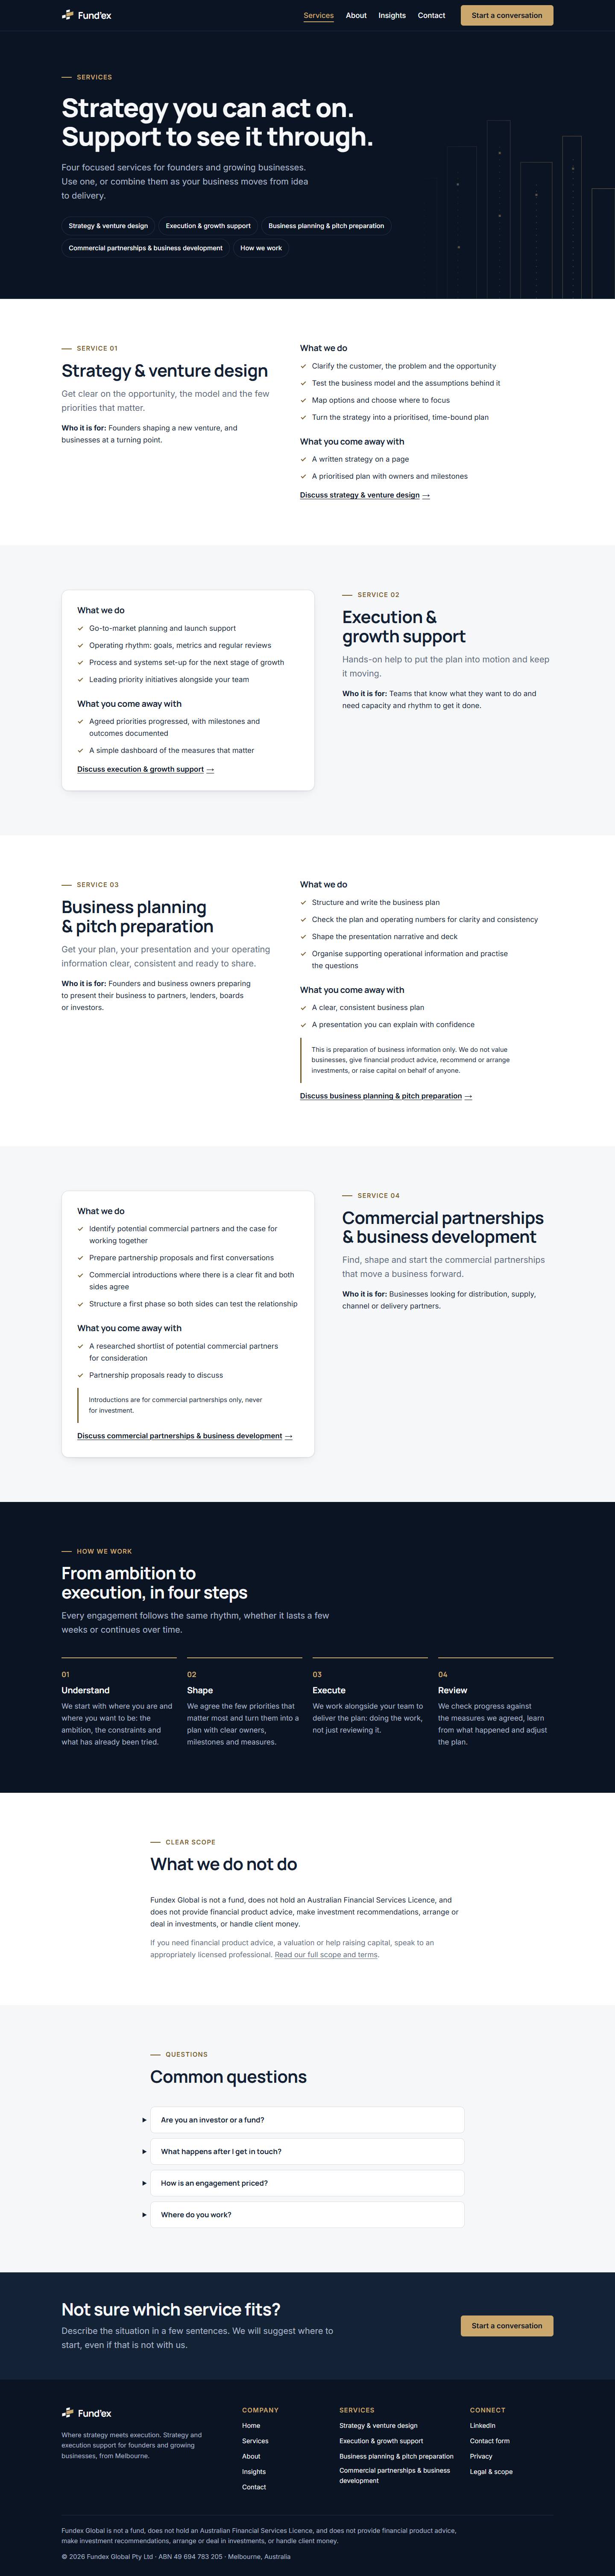 Fund'ex
Services
About
Insights
Contact
Start a conversation
SERVICES
Strategy you can act on.
Support to see it through.
Four focused services for founders and growing businesses.
Use one, or combine them as your business moves from idea
to delivery.
Strategy & venture design
Execution & growth support
Business planning & pitch preparation
Commercial partnerships & business development
How we work
SERVICE 01
Strategy & venture design
Get clear on the opportunity, the model and the few
priorities that matter.
Who it is for: Founders shaping a new venture, and
businesses at a turning point.
What we do
Clarify the customer, the problem and the opportunity
Test the business model and the assumptions behind it
Map options and choose where to focus
Turn the strategy into a prioritised, time-bound plan
What you come away with
A written strategy on a page
A prioritised plan with owners and milestones
Discuss strategy & venture design →
What we do
Go-to-market planning and launch support
Operating rhythm: goals, metrics and regular reviews
Process and systems set-up for the next stage of growth
Leading priority initiatives alongside your team
What you come away with
Agreed priorities progressed, with milestones and
outcomes documented
A simple dashboard of the measures that matter
Discuss execution & growth support →
SERVICE 02
Execution &
growth support
Hands-on help to put the plan into motion and keep
it moving.
Who it is for: Teams that know what they want to do and
need capacity and rhythm to get it done.
SERVICE 03
Business planning
& pitch preparation
Get your plan, your presentation and your operating
information clear, consistent and ready to share.
Who it is for: Founders and business owners preparing
to present their business to partners, lenders, boards
or investors.
What we do
Structure and write the business plan
Check the plan and operating numbers for clarity and consistency
Shape the presentation narrative and deck
Organise supporting operational information and practise
the questions
What you come away with
A clear, consistent business plan
A presentation you can explain with confidence
This is preparation of business information only. We do not value
businesses, give financial product advice, recommend or arrange
investments, or raise capital on behalf of anyone.
Discuss business planning & pitch preparation →
What we do
Identify potential commercial partners and the case for
working together
Prepare partnership proposals and first conversations
Commercial introductions where there is a clear fit and both
sides agree
Structure a first phase so both sides can test the relationship
What you come away with
A researched shortlist of potential commercial partners
for consideration
Partnership proposals ready to discuss
Introductions are for commercial partnerships only, never
for investment.
Discuss commercial partnerships & business development →
SERVICE 04
Commercial partnerships
& business development
Find, shape and start the commercial partnerships
that move a business forward.
Who it is for: Businesses looking for distribution, supply,
channel or delivery partners.
HOW WE WORK
From ambition to
execution, in four steps
Every engagement follows the same rhythm, whether it lasts a few
weeks or continues over time.
01
Understand
We start with where you are and
where you want to be: the
ambition, the constraints and
what has already been tried.
02
Shape
We agree the few priorities that
matter most and turn them into a
plan with clear owners,
milestones and measures.
03
Execute
We work alongside your team to
deliver the plan: doing the work,
not just reviewing it.
04
Review
We check progress against
the measures we agreed, learn
from what happened and adjust
the plan.
CLEAR SCOPE
What we do not do
Fundex Global is not a fund, does not hold an Australian Financial Services Licence, and
does not provide financial product advice, make investment recommendations, arrange or
deal in investments, or handle client money.
If you need financial product advice, a valuation or help raising capital, speak to an
appropriately licensed professional. Read our full scope and terms.
QUESTIONS
Common questions
Are you an investor or a fund?
What happens after I get in touch?
How is an engagement priced?
Where do you work?
Not sure which service fits?
Describe the situation in a few sentences. We will suggest where to
start, even if that is not with us.
Start a conversation
Fund'ex
Where strategy meets execution. Strategy and
execution support for founders and growing
businesses, from Melbourne.
COMPANY
Home
Services
About
Insights
Contact
SERVICES
Strategy & venture design
Execution & growth support
Business planning & pitch preparation
Commercial partnerships & business
development
CONNECT
LinkedIn
Contact form
Privacy
Legal & scope
Fundex Global is not a fund, does not hold an Australian Financial Services Licence, and does not provide financial product advice,
make investment recommendations, arrange or deal in investments, or handle client money.
© 2026 Fundex Global Pty Ltd · ABN 49 694 783 205 · Melbourne, Australia